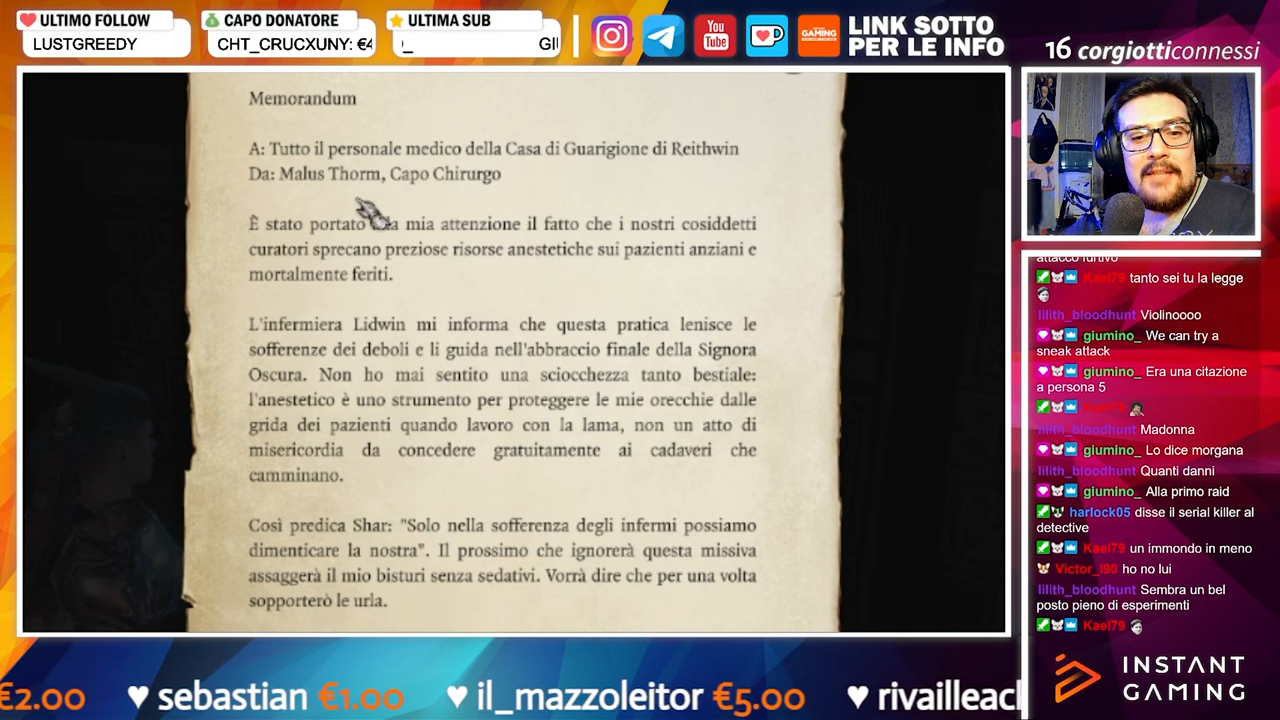 ULTIMO FOLLOW
LUSTGREEDY
CAPO DONATORE
CHT_CRUCXUNY: €4
ULTIMA SUB
GIU
You
Tube
INSTANT
GAMING
LINK SOTTO
PER LE INFO
16 corgiotticonnessi
Memorandum
A: Tutto il personale medico della Casa di Guarigione di Reithwin
Da: Malus Thorm, Capo Chirurgo
È stato portato a mia attenzione il fatto che i nostri cosiddetti
curatori sprecano preziose risorse anestetiche sui pazienti anziani e
mortalmente feriti.
L'infermiera Lidwin mi informa che questa pratica lenisce le
sofferenze dei deboli e li guida nell'abbraccio finale della Signora
Oscura. Non ho mai sentito una sciocchezza tanto bestiale:
l'anestetico è uno strumento per proteggere le mie orecchie dalle
grida dei pazienti quando lavoro con la lama, non un atto di
misericordia da concedere gratuitamente ai cadaveri che
camminano.
Così predica Shar: "Solo nella sofferenza degli infermi possiamo
dimenticare la nostra". Il prossimo che ignorerà questa missiva
assaggerà il mio bisturi senza sedativi. Vorrà dire che per una volta
sopporterò le urla.
attacco furtivo
Kael79 tanto sei tu la legge
lilith_bloodhunt Violinoooo
giumino_ We can try a
sneak attack
giumino_ Era una citazione
a persona 5
Kael79
lilith_bloodhunt Madonna
giumino_ Lo dice morgana
lilith_bloodhunt Quanti danni
giumino_ Alla primo raid
harlock05 disse il serial killer al
detective
Kael79 un immondo in meno
Victor_l90 ho no lui
lilith_bloodhunt Sembra un bel
posto pieno di esperimenti
Kael79
INSTANT
GAMING
€2.00 ♥ sebastian €1.00 ♥ il_mazzoleitor €5.00 ♥ rivailleacl